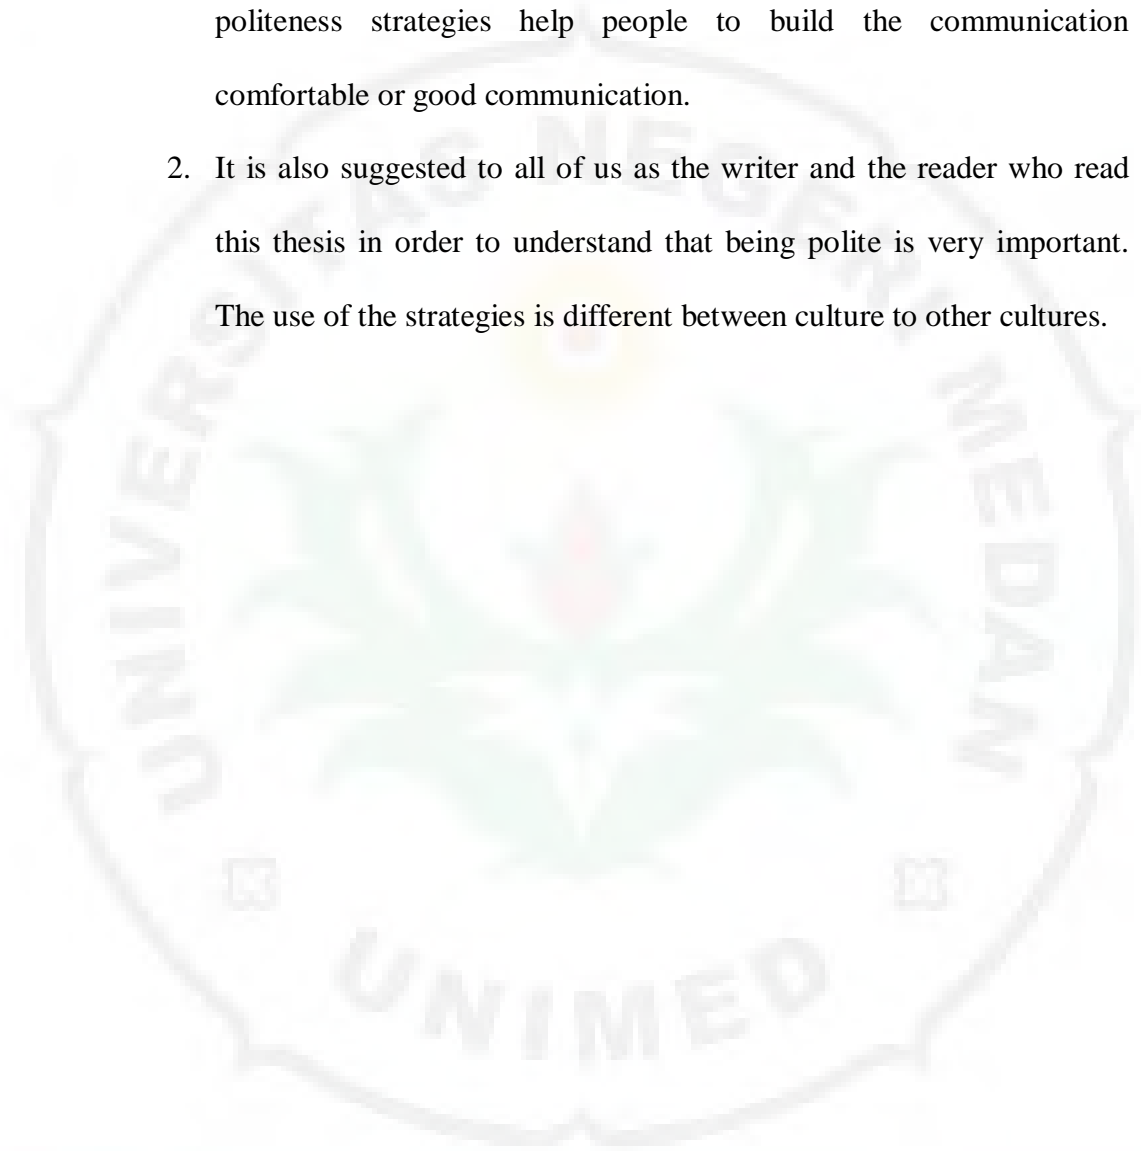 politeness strategies help people to build the communication
comfortable or good communication.
2. It is also suggested to all of us as the writer and the reader who read
this thesis in order to understand that being polite is very important.
The use of the strategies is different between culture to other cultures.
UNIVERSITAS NEGERI MEDAN
UNIMED